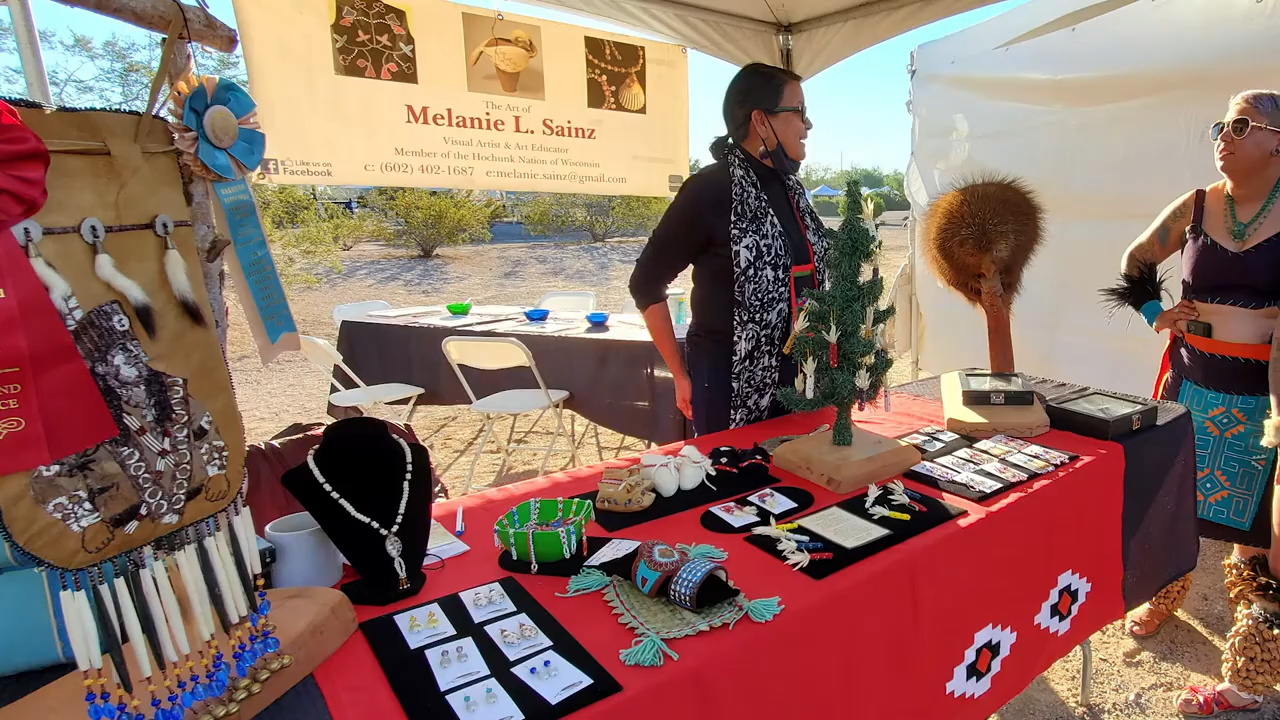 The Art of
Melanie L. Sainz
Visual Artist & Art Educator
Member of the Hochunk Nation of Wisconsin
c: (602) 402-1687 e:melanie.sainz@gmail.com
Like us on
Facebook